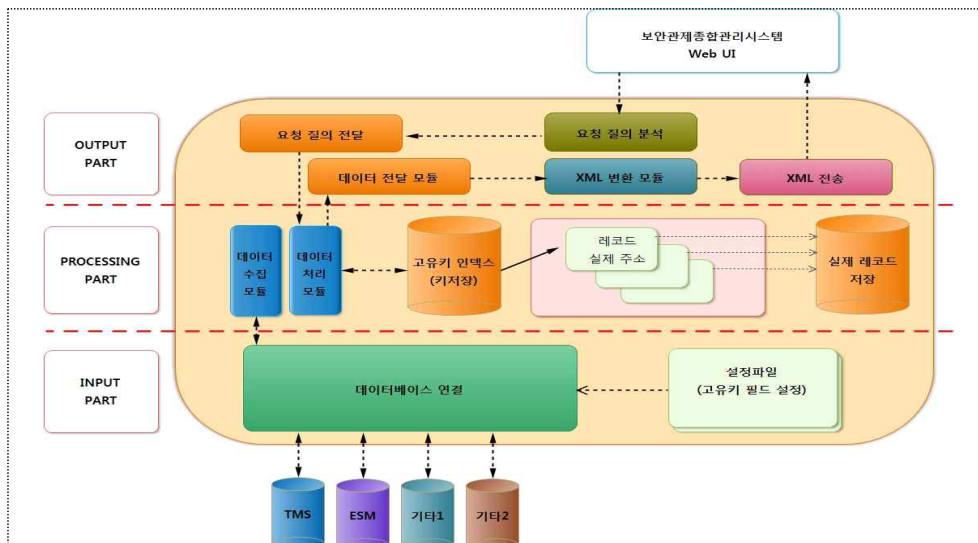 보안관제종합관리시스템
Web UI
OUTPUT
PART
요청 질의 전달
요청 질의 분석
데이터 전달 모듈
XML 변환 모듈
XML 전송
PROCESSING
PART
데이터
수집
모듈
데이터
처리
모듈
고유키 인덱스
(키저장)
레코드
실제 주소
실제 레코드
저장
INPUT
PART
데이터베이스 연결
설정파일
(고유키 필드 설정)
TMS
ESM
기타1
기타2